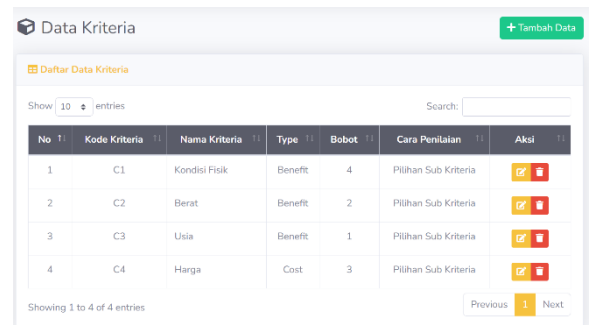 Data Kriteria
+ Tambah Data
Daftar Data Kriteria
Show 10 entries
Search:
No Kode Kriteria Nama Kriteria Type Bobot Cara Penilaian Aksi
1 C1 Kondisi Fisik Benefit 4 Pilihan Sub Kriteria
2 C2 Berat Benefit 2 Pilihan Sub Kriteria
3 C3 Usia Benefit 1 Pilihan Sub Kriteria
4 C4 Harga Cost 3 Pilihan Sub Kriteria
Showing 1 to 4 of 4 entries
Previous 1 Next